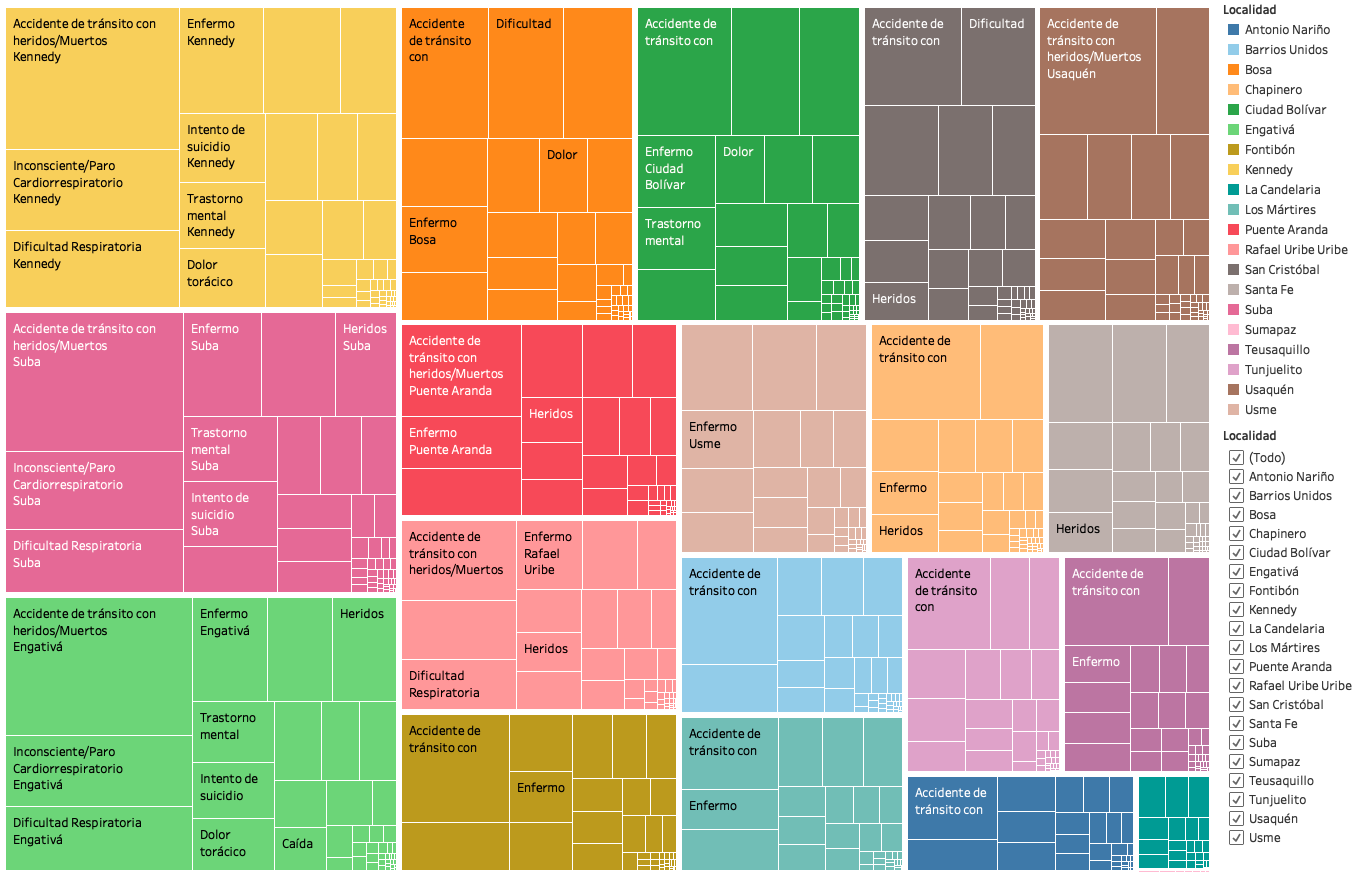 Accidente de tránsito con
heridos/Muertos
Kennedy
Inconsciente/Paro
Cardiorrespiratorio
Kennedy
Dificultad Respiratoria
Kennedy
Enfermo
Kennedy
Intento de
suicidio
Kennedy
Trastorno
mental
Kennedy
Dolor
torácico
Accidente
de tránsito
con
Dificultad
Dolor
Enfermo
Bosa
Accidente de
tránsito con
Enfermo
Ciudad
Bolívar
Dolor
Trastorno
mental
Accidente de
tránsito con
Dificultad
Heridos
Accidente de
tránsito con
heridos/Muertos
Usaquén
Accidente de tránsito con
heridos/Muertos
Suba
Inconsciente/Paro
Cardiorrespiratorio
Suba
Dificultad Respiratoria
Suba
Enfermo
Suba
Heridos
Suba
Trastorno
mental
Suba
Intento de
suicidio
Suba
Accidente de
tránsito con
heridos/Muertos
Puente Aranda
Heridos
Enfermo
Puente Aranda
Enfermo
Usme
Accidente de
tránsito con
Enfermo
Heridos
Heridos
Accidente de
tránsito con
heridos/Muertos
Enfermo
Rafael
Uribe
Heridos
Dificultad
Respiratoria
Accidente de
tránsito con
Accidente
de tránsito
con
Accidente de
tránsito con
Enfermo
Accidente de tránsito con
heridos/Muertos
Engativá
Inconsciente/Paro
Cardiorrespiratorio
Engativá
Dificultad Respiratoria
Engativá
Enfermo
Engativá
Heridos
Trastorno
mental
Intento de
suicidio
Dolor
torácico
Caída
Accidente de
tránsito con
Enfermo
Accidente de
tránsito con
Enfermo
Accidente de
tránsito con
Localidad
Antonio Nariño
Barrios Unidos
Bosa
Chapinero
Ciudad Bolívar
Engativá
Fontibón
Kennedy
La Candelaria
Los Mártires
Puente Aranda
Rafael Uribe Uribe
San Cristóbal
Santa Fe
Suba
Sumapaz
Teusaquillo
Tunjuelito
Usaquén
Usme
Localidad
(Todo)
Antonio Nariño
Barrios Unidos
Bosa
Chapinero
Ciudad Bolívar
Engativá
Fontibón
Kennedy
La Candelaria
Los Mártires
Puente Aranda
Rafael Uribe Uribe
San Cristóbal
Santa Fe
Suba
Sumapaz
Teusaquillo
Tunjuelito
Usaquén
Usme